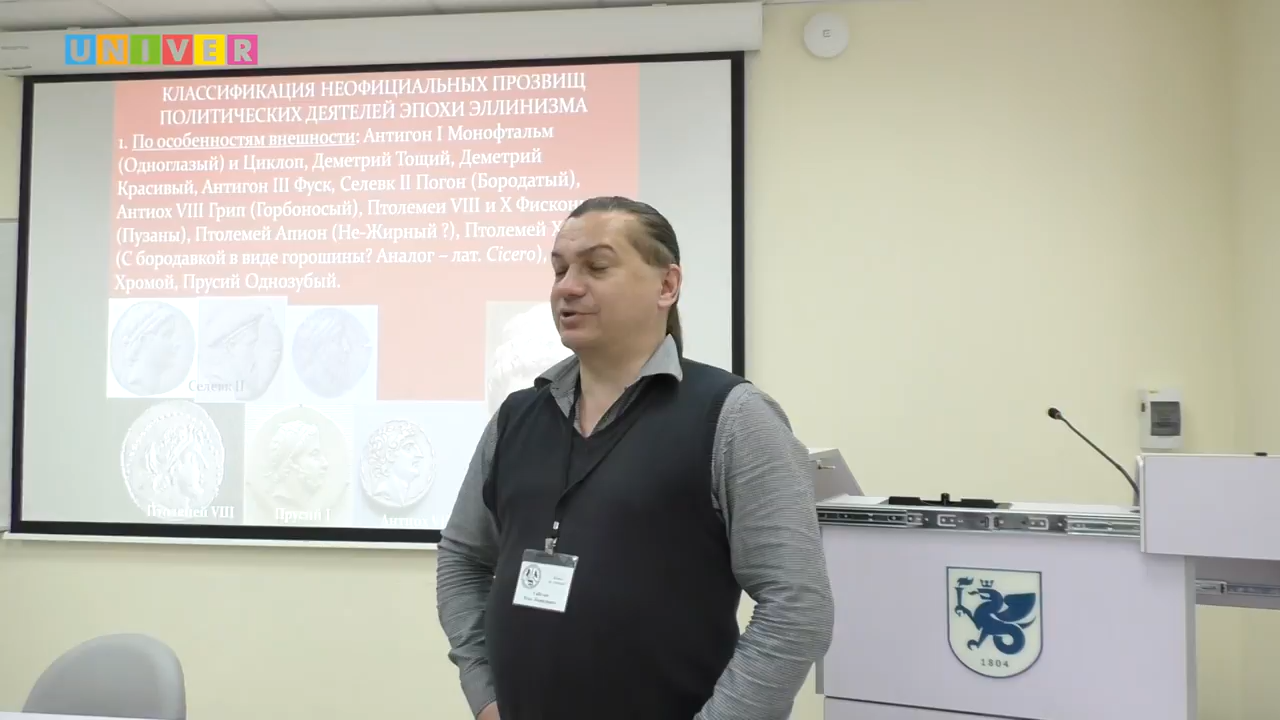 UNIVER
КЛАССИФИКАЦИЯ НЕОФИЦИАЛЬНЫХ ПРОЗВИЩ
ПОЛИТИЧЕСКИХ ДЕЯТЕЛЕЙ ЭПОХИ ЭЛЛИНИЗМА
1. По особенностям внешности: Антигон I Монофтальм
(Одноглазый) и Циклоп, Деметрий Тощий, Деметрий
Красивый, Антигон III Фуск, Селевк II Погон (Бородатый),
Антиох VIII Грип (Горбоносый), Птолемеи VIII и X
(Пузаны), Птолемей Апион (Не-Жирный ?), Птолемей
(С бородавкой в виде горошины? Аналог – лат. Cicero),
Хромой, Прусий Однозубый.
Селевк II
Птолемей VIII
Прусий I
1804